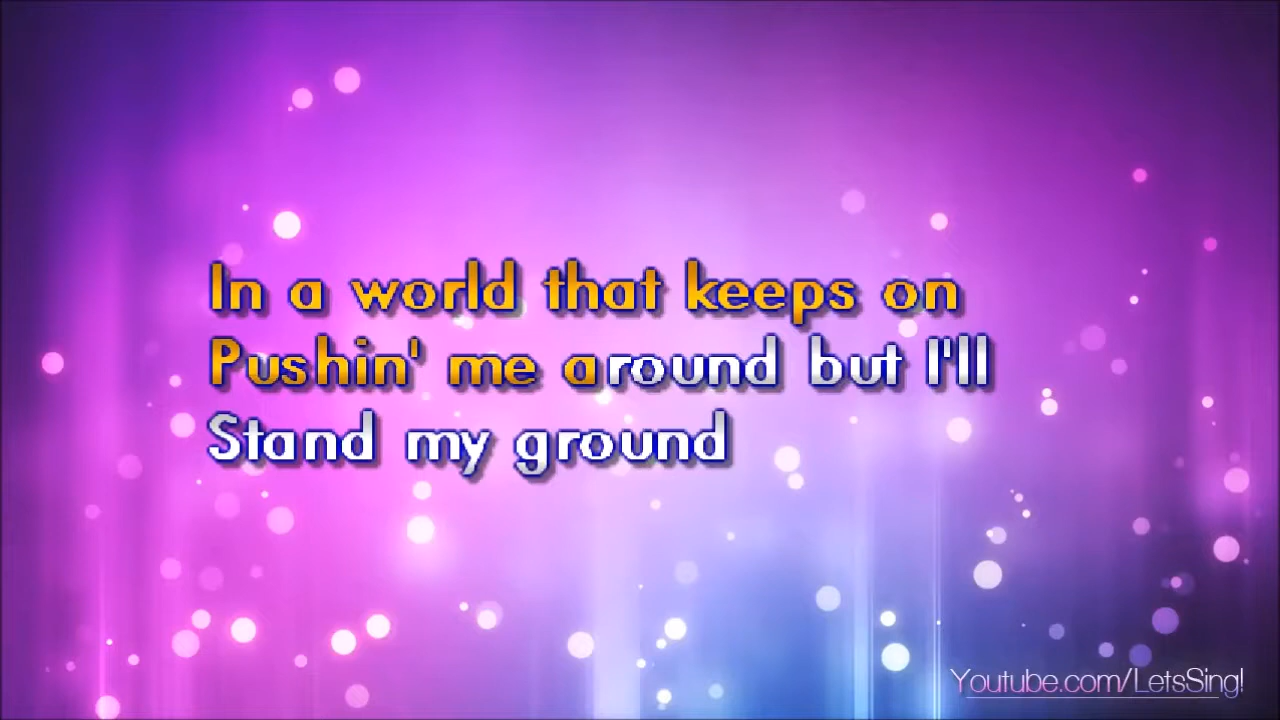 In a world that keeps on
Pushin' me around but I'll
Stand my ground
Youtube.com/LetsSing!